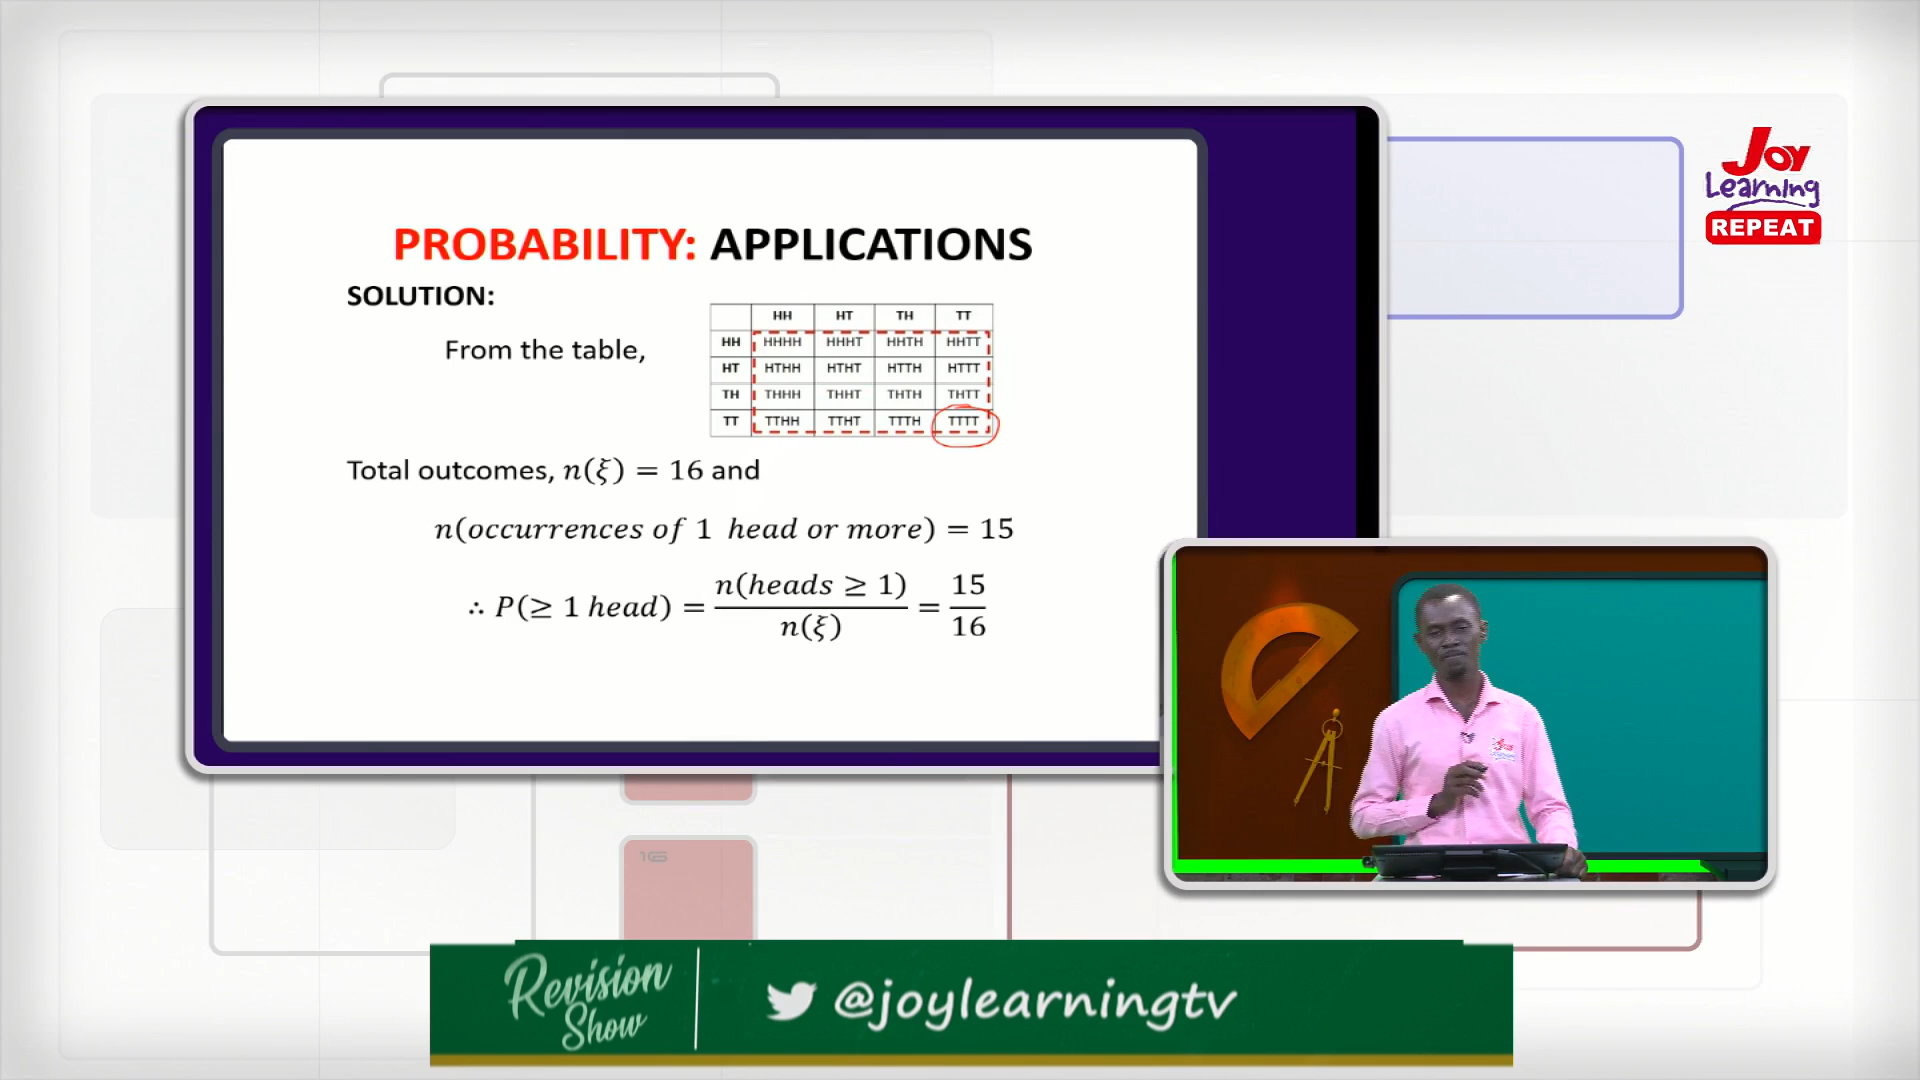 Joy
Learning
REPEAT
PROBABILITY: APPLICATIONS
SOLUTION:
From the table,
HH HT TH TT
HH HHHH HHHT HHTH HHTT
HT HTHH HTHT HTTH HTTT
TH THHH THHT THTH THTT
TT TTHH TTHT TTTH TTTT
Total outcomes, n(ξ) = 16 and
n(occurrences of 1 head or more) = 15
∴ P(≥ 1 head) = n(heads ≥ 1)/n(ξ) = 15/16
16
Revision
Show
@joylearningtv